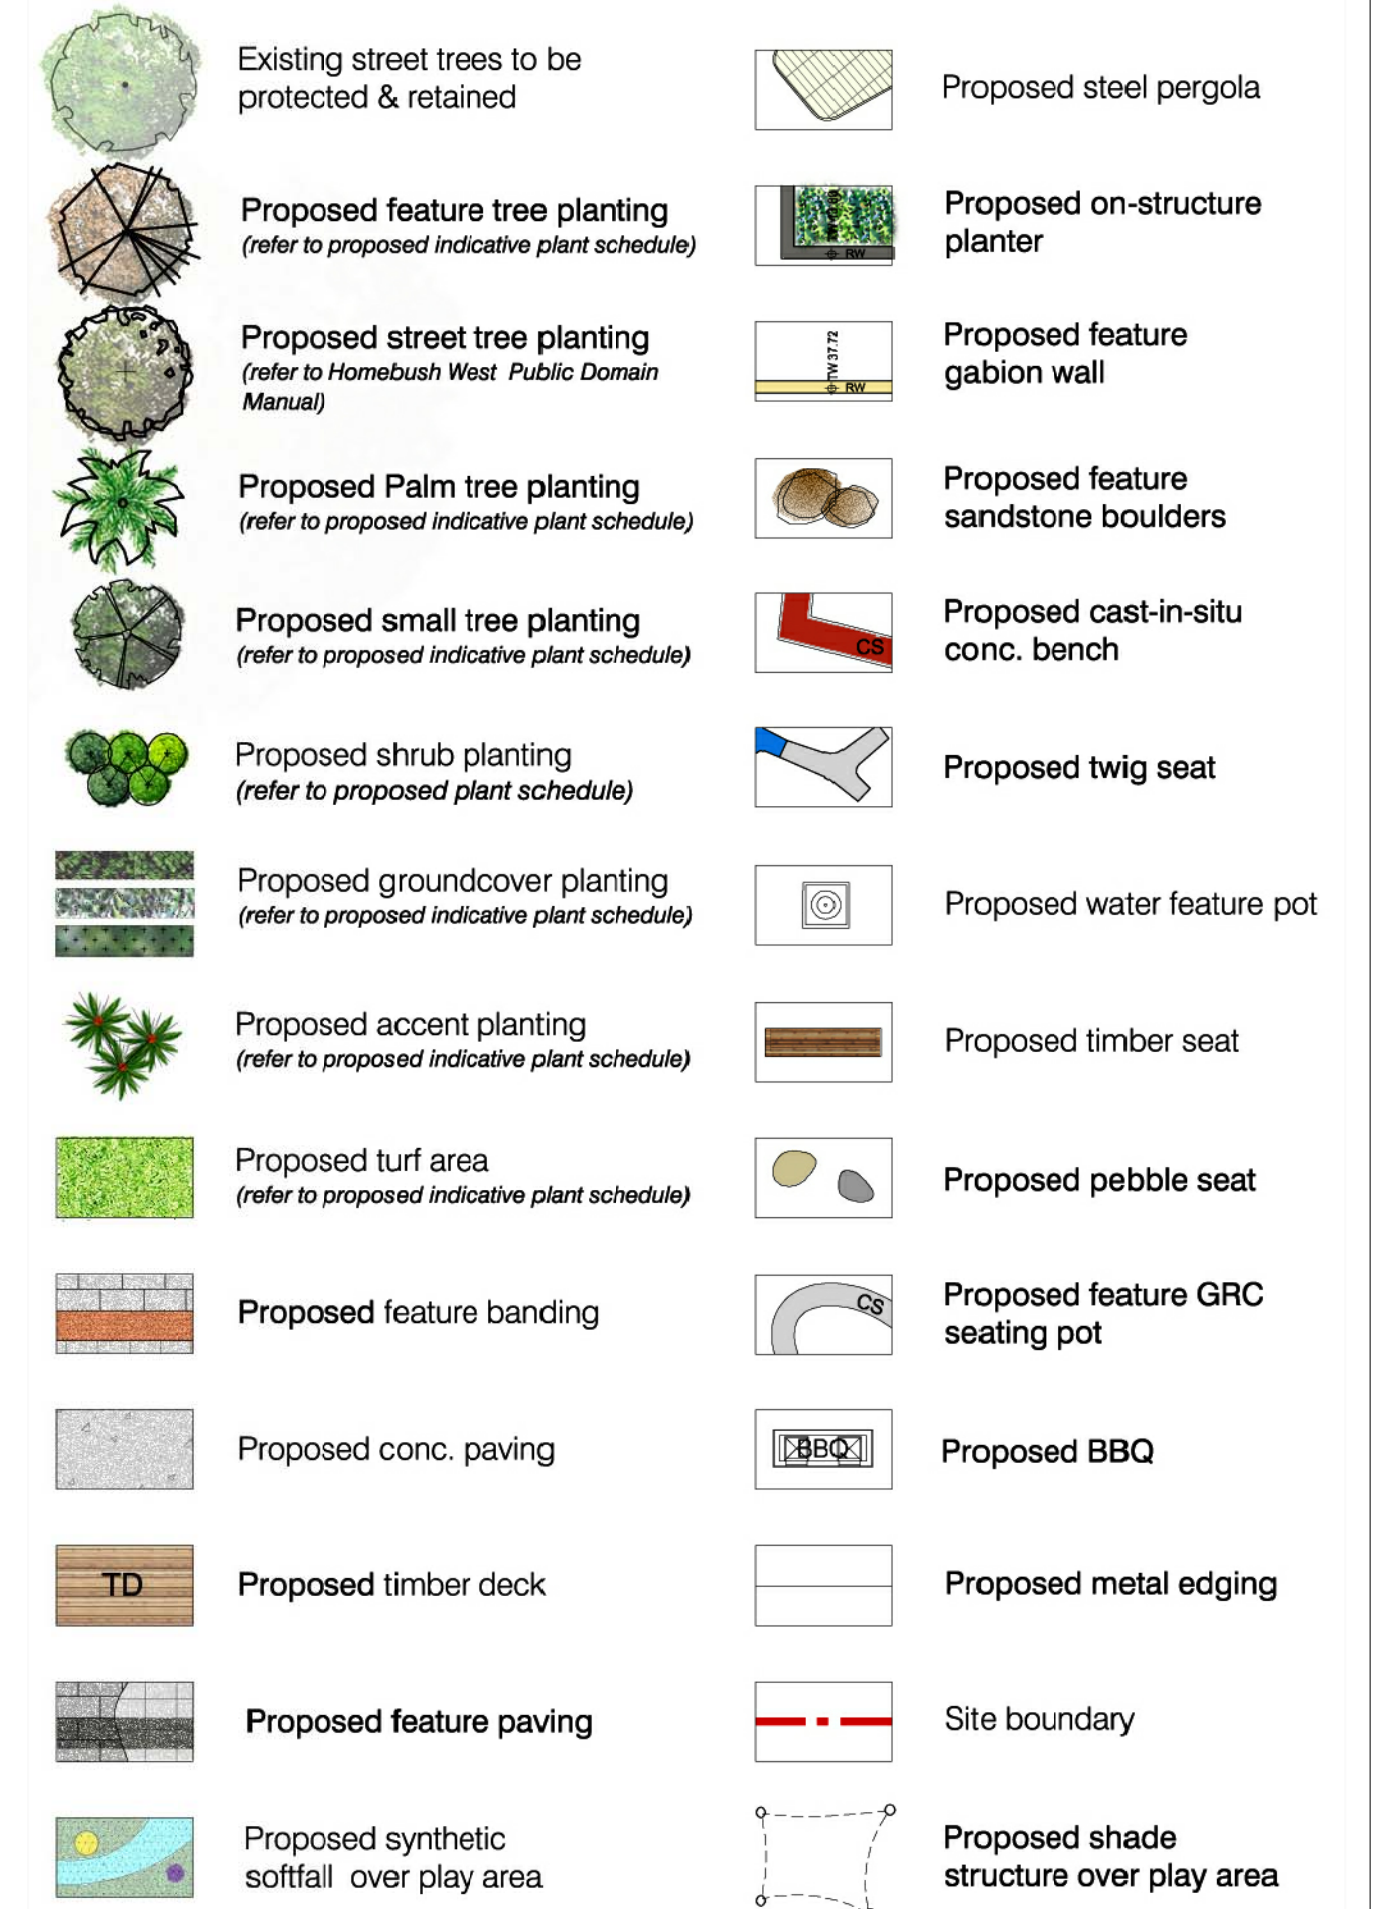 Existing street trees to be
protected & retained
Proposed feature tree planting
(refer to proposed indicative plant schedule)
Proposed street tree planting
(refer to Homebush West Public Domain
Manual)
Proposed Palm tree planting
(refer to proposed indicative plant schedule)
Proposed small tree planting
(refer to proposed indicative plant schedule)
Proposed shrub planting
(refer to proposed plant schedule)
Proposed groundcover planting
(refer to proposed indicative plant schedule)
Proposed accent planting
(refer to proposed indicative plant schedule)
Proposed turf area
(refer to proposed indicative plant schedule)
Proposed feature banding
Proposed conc. paving
TD
Proposed timber deck
Proposed feature paving
Proposed synthetic
softfall over play area
Proposed steel pergola
RW
Proposed on-structure
planter
TW 37.72
RW
Proposed feature
gabion wall
Proposed feature
sandstone boulders
CS
Proposed cast-in-situ
conc. bench
Proposed twig seat
Proposed water feature pot
Proposed timber seat
Proposed pebble seat
CS
Proposed feature GRC
seating pot
BBQ
Proposed BBQ
Proposed metal edging
Site boundary
Proposed shade
structure over play area